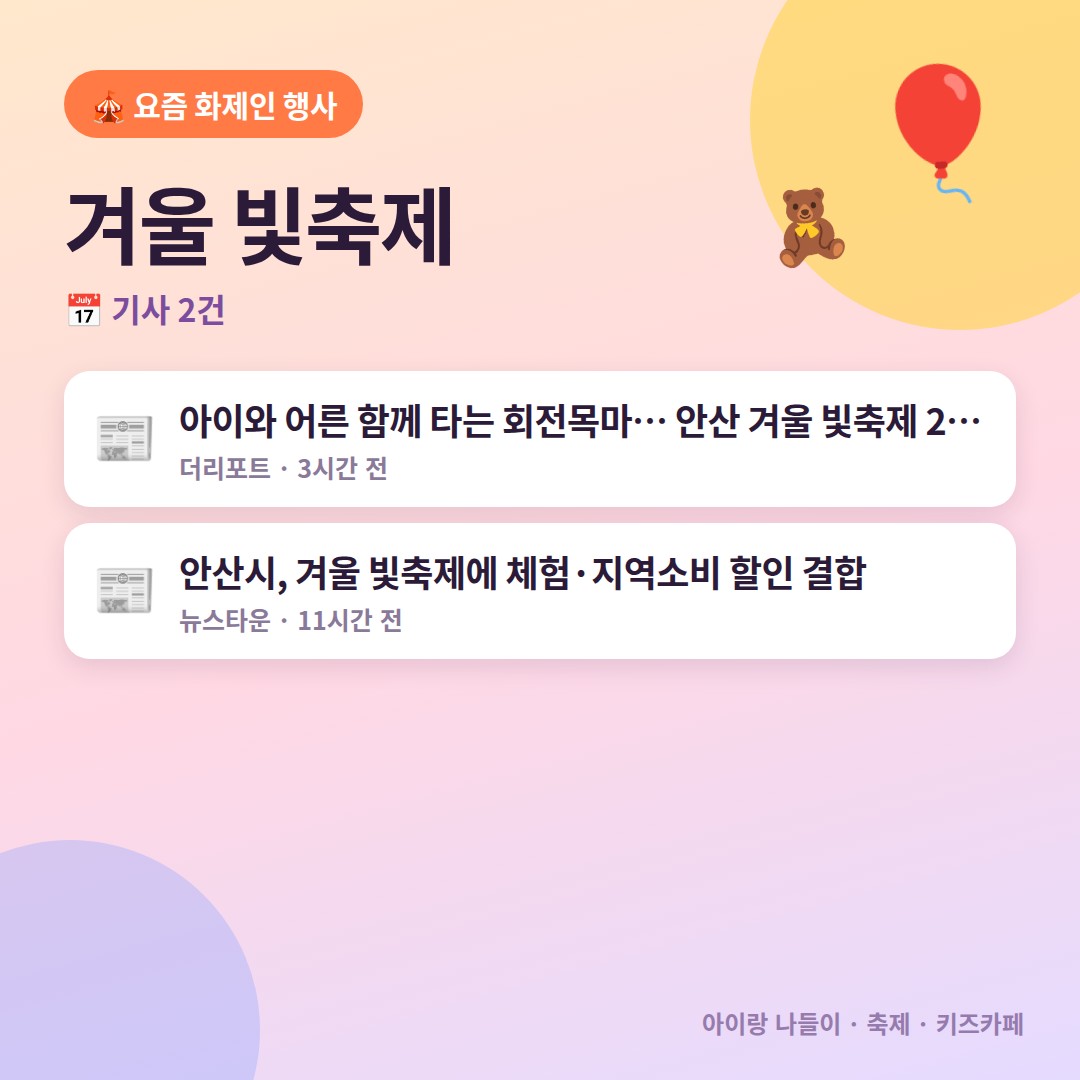 🎪 요즘 화제인 행사
겨울 빛축제
📅 기사 2건
아이와 어른 함께 타는 회전목마… 안산 겨울 빛축제 2…
더리포트 · 3시간 전
안산시, 겨울 빛축제에 체험·지역소비 할인 결합
뉴스타운 · 11시간 전
아이랑 나들이 · 축제 · 키즈카페